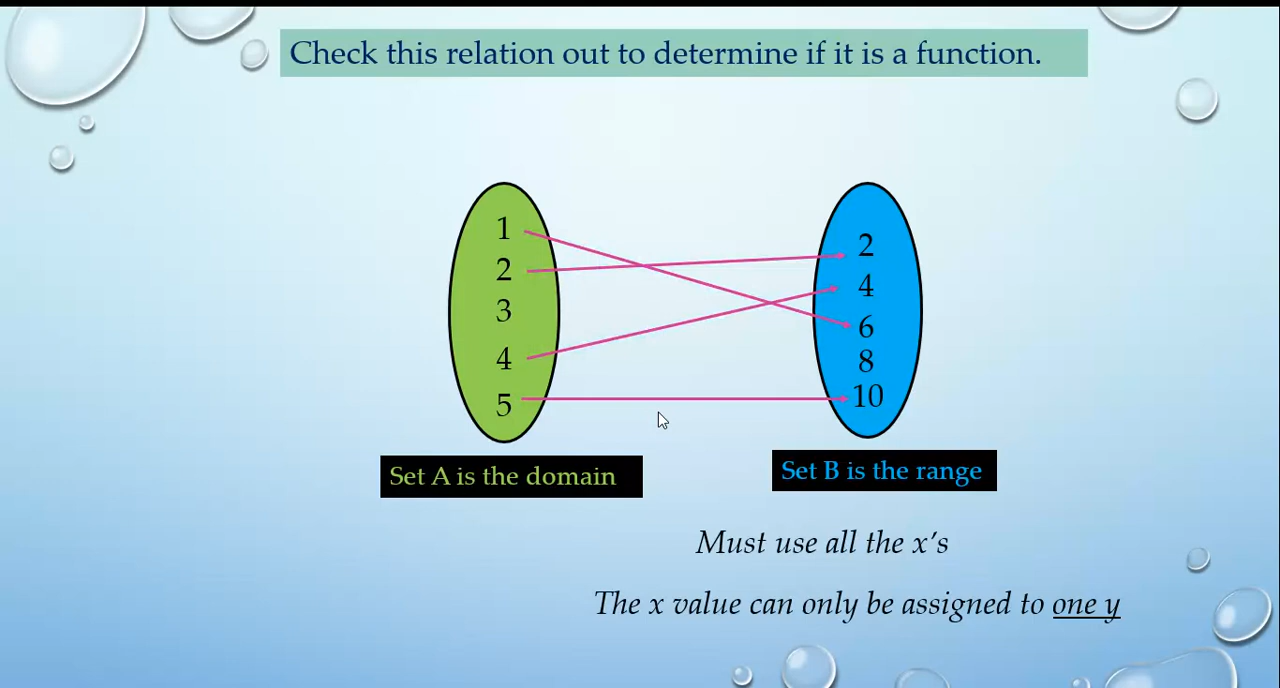 Check this relation out to determine if it is a function.
1
2
3
4
5
2
4
6
8
10
Set A is the domain
Set B is the range
Must use all the x's
The x value can only be assigned to one y